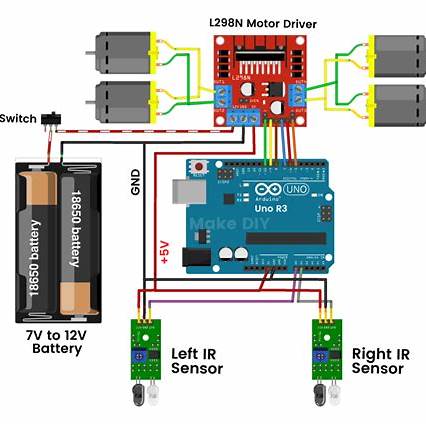 L298N Motor Driver
L298N
Switch
GND
+5V
18650 battery
18650 battery
UNO
Arduino
Uno R3
Make DIY
7V to 12V
Battery
Left IR
Sensor
Right IR
Sensor